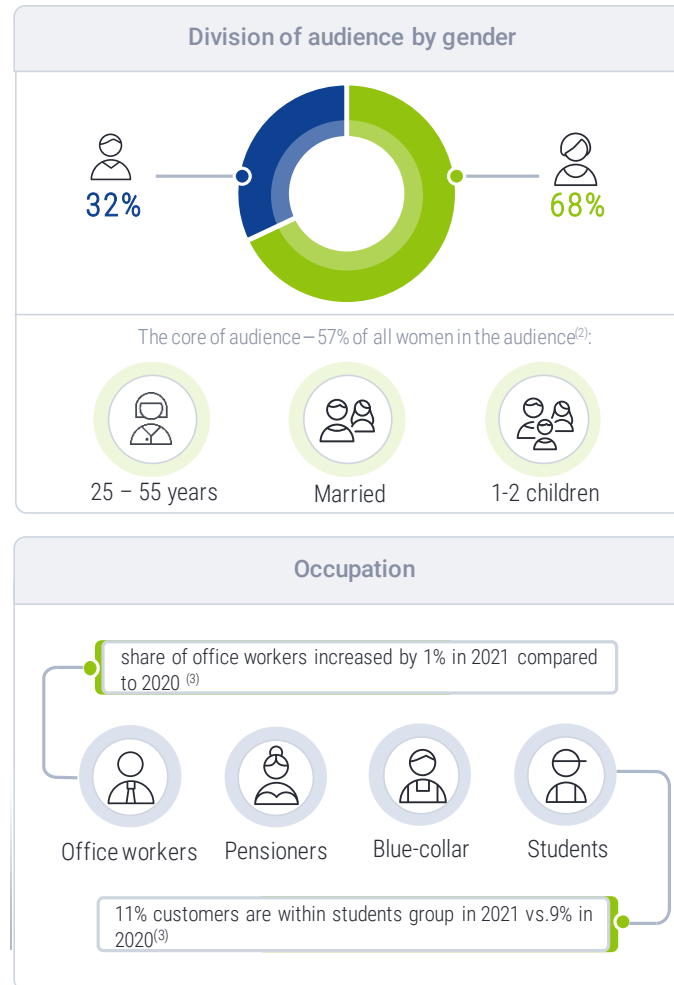 Division of audience by gender
32%
68%
The core of audience – 57% of all women in the audience(2):
25 – 55 years
Married
1-2 children
Occupation
share of office workers increased by 1% in 2021 compared
to 2020 (3)
Office workers
Pensioners
Blue-collar
Students
11% customers are within students group in 2021 vs.9% in
2020(3)